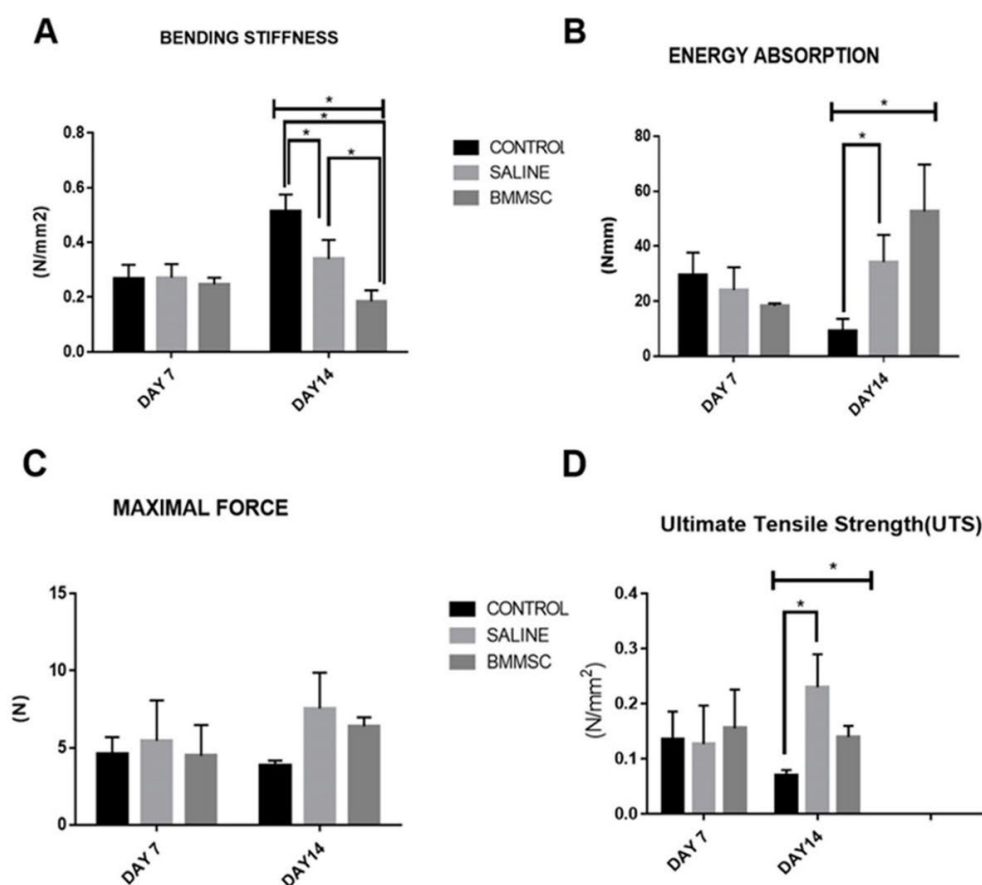 A
BENDING STIFFNESS
(N/mm2)
0.8
0.6
0.4
0.2
0.0
*
*
*
*
DAY 7
DAY14
CONTROL
SALINE
BMMSC
B
ENERGY ABSORPTION
(Nmm)
80
60
40
20
0
*
*
DAY 7
DAY14
C
MAXIMAL FORCE
(N)
15
10
5
0
DAY 7
DAY14
CONTROL
SALINE
BMMSC
D
Ultimate Tensile Strength(UTS)
(N/mm²)
0.4
0.3
0.2
0.1
0.0
*
*
DAY 7
DAY14